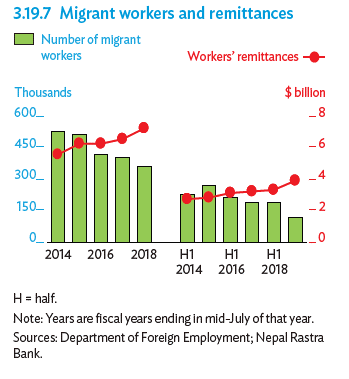 3.19.7 Migrant workers and remittances
Number of migrant
workers
Workers’ remittances
Thousands
$ billion
600
8
450
6
300
4
150
2
0
0
2014 2016 2018 H1 H1 H1
2014 2016 2018
H = half.
Note: Years are fiscal years ending in mid-July of that year.
Sources: Department of Foreign Employment; Nepal Rastra
Bank.